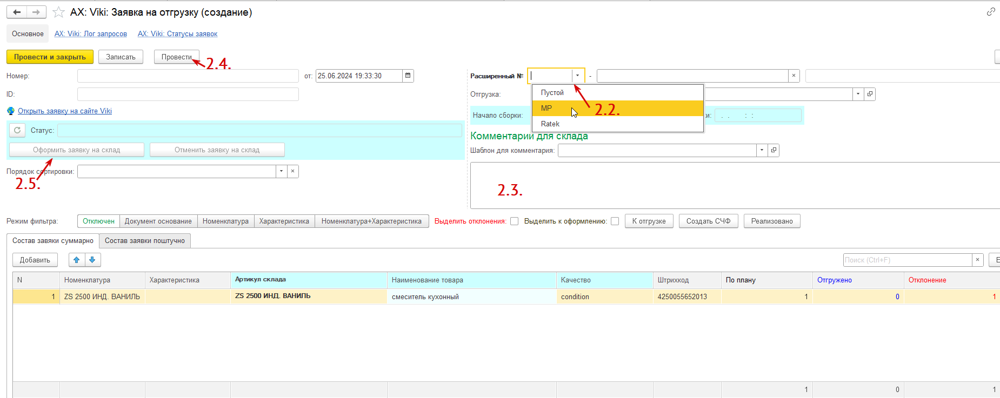 АХ: Viki: Заявка на отгрузку (создание)
Основное АХ: Viki: Лог запросов АХ: Viki: Статусы заявок
Провести и закрыть Записать Провести 2.4.
Номер: от: 25.06.2024 19:33:30 Расширенный № -
ID: Отгрузка: Пустой
Открыть заявку на сайте Viki МР 2.2.
Начало сборки: ки: . . : :
Ratek
Статус:
Комментарии для склада
Оформить заявку на склад Отменить заявку на склад Шаблон для комментария:
Порядок сортировки:
2.5. 2.3.
Режим фильтра: Отключен Документ основание Номенклатура Характеристика Номенклатура+Характеристика Выделить отклонения: Выделить к оформлению: К отгрузке Создать СЧФ Реализовано
Состав завяки суммарно Состав заявки поштучно
Добавить Поиск (Ctrl+F) ×
N Номенклатура Характеристика Артикул склада Наименование товара Качество Штрихкод По плану Отгружено Отклонение
1 ZS 2500 ИНД. ВАНИЛЬ ZS 2500 ИНД. ВАНИЛЬ смеситель кухонный condition 4250055652013 1 0 1
1 0 1